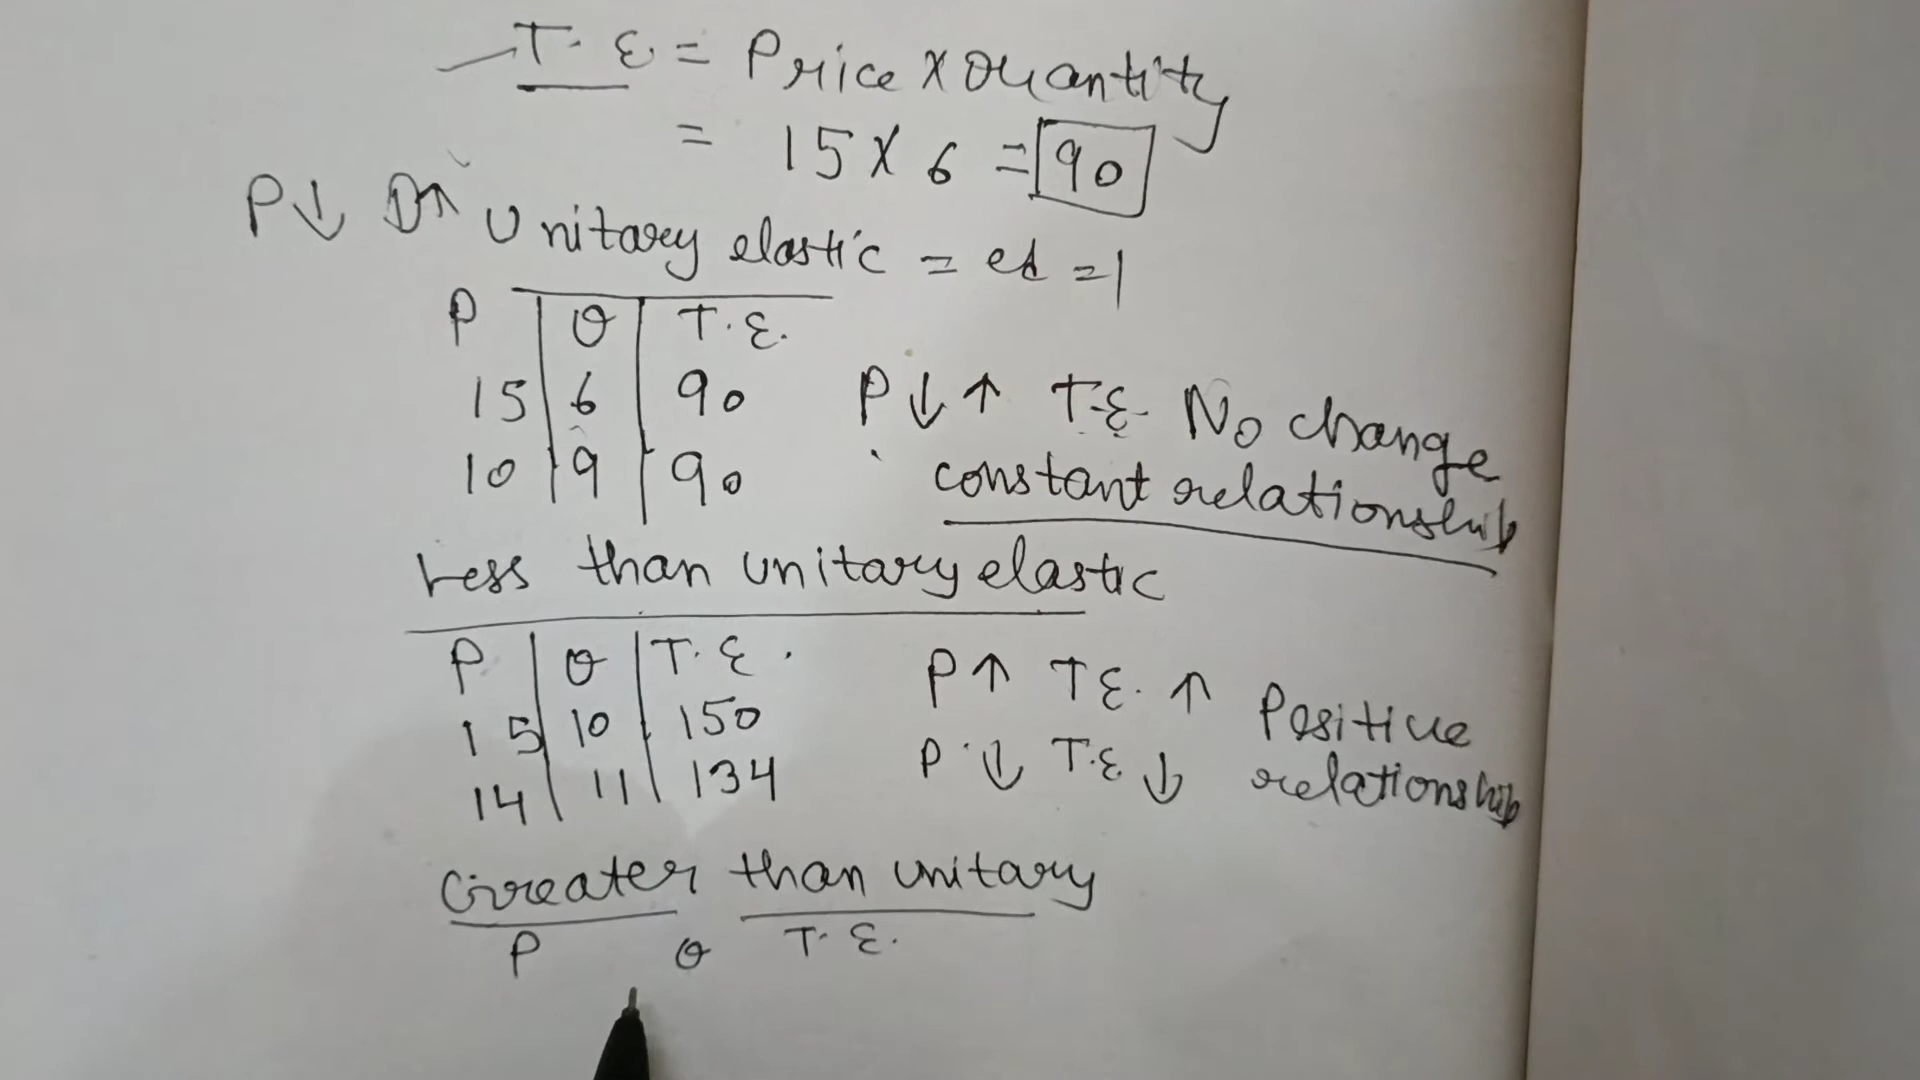 T. E = Price X Quantity
= 15 X 6 = 90
P↓ D↑ Unitary elastic = ed = 1
P Q T.E.
15 6 90
10 9 90
P↓↑ T.E. No change
constant relationship
Less than unitary elastic
P Q T.E.
15 10 150
14 11 134
P↑ T.E.↑ Positive
P↓ T.E↓ relationship
Greater than unitary
P Q T.E.